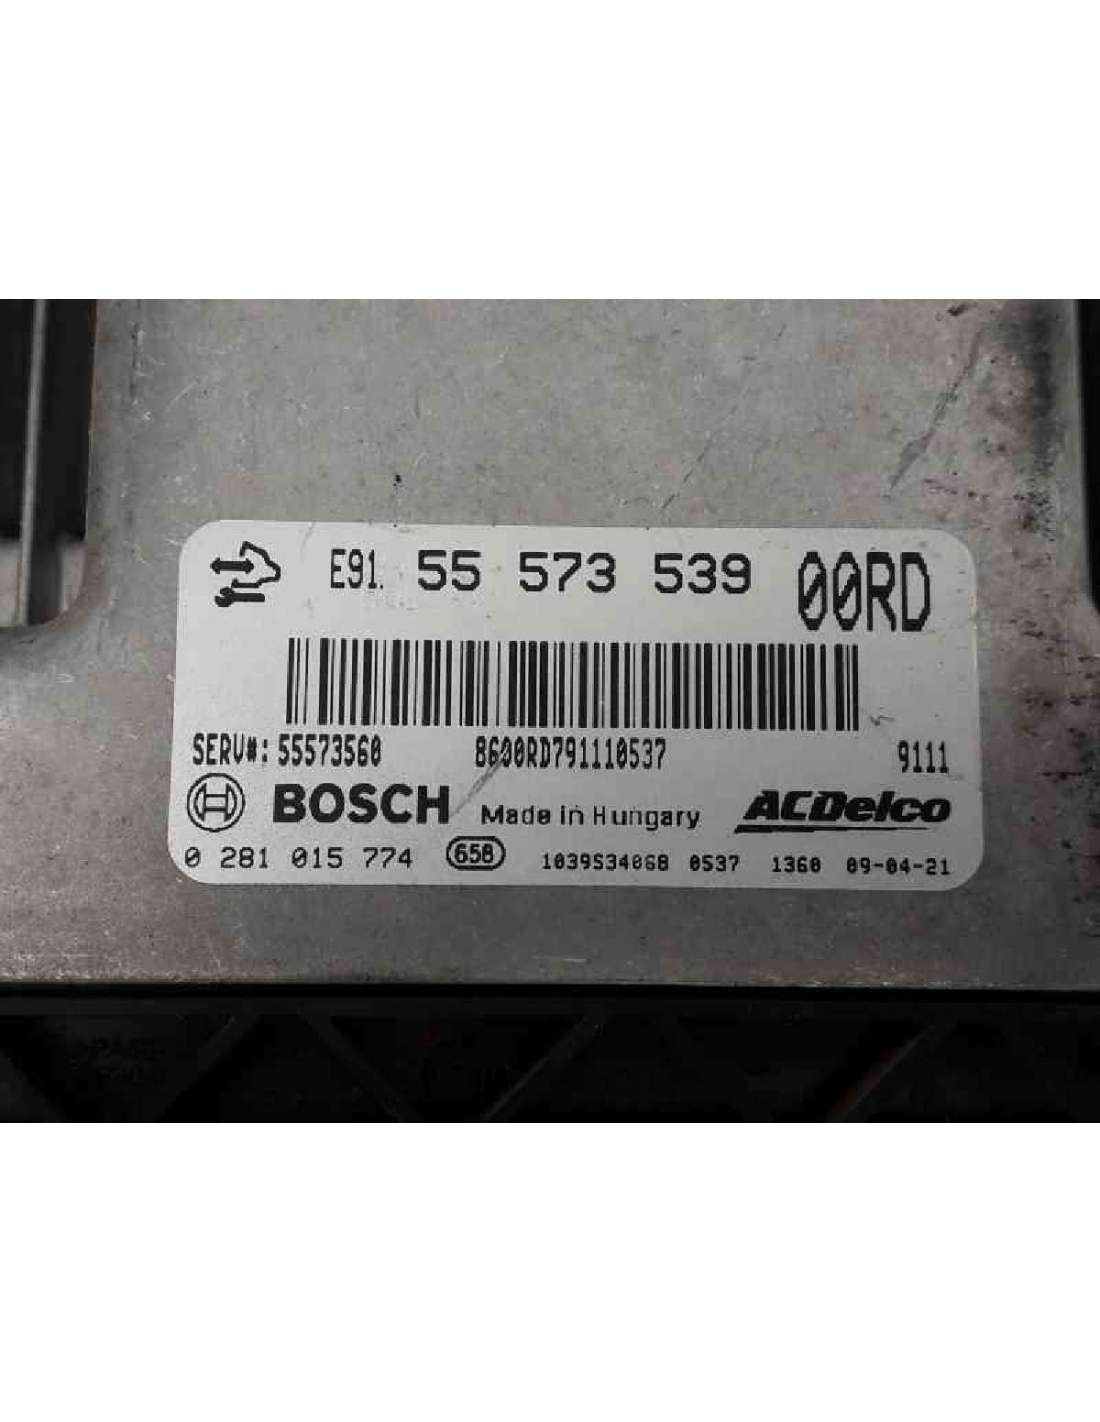 E91. 55 573 539 00RD
SERV#: 55573560 8600RD791110537 9111
BOSCH Made in Hungary ACDelco
0 281 015 774 658 1039S34068 0537 1360 09-04-21